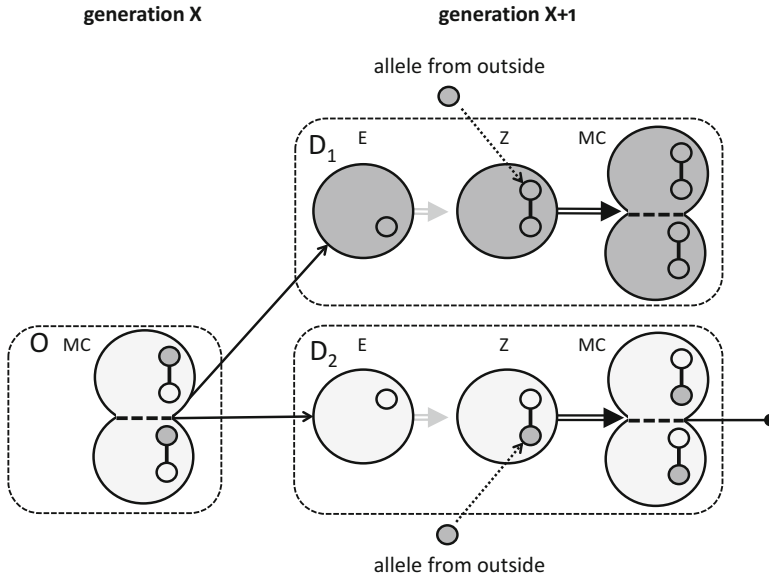 generation X
generation X+1
allele from outside
D1
E
Z
MC
O
MC
D2
E
Z
MC
allele from outside